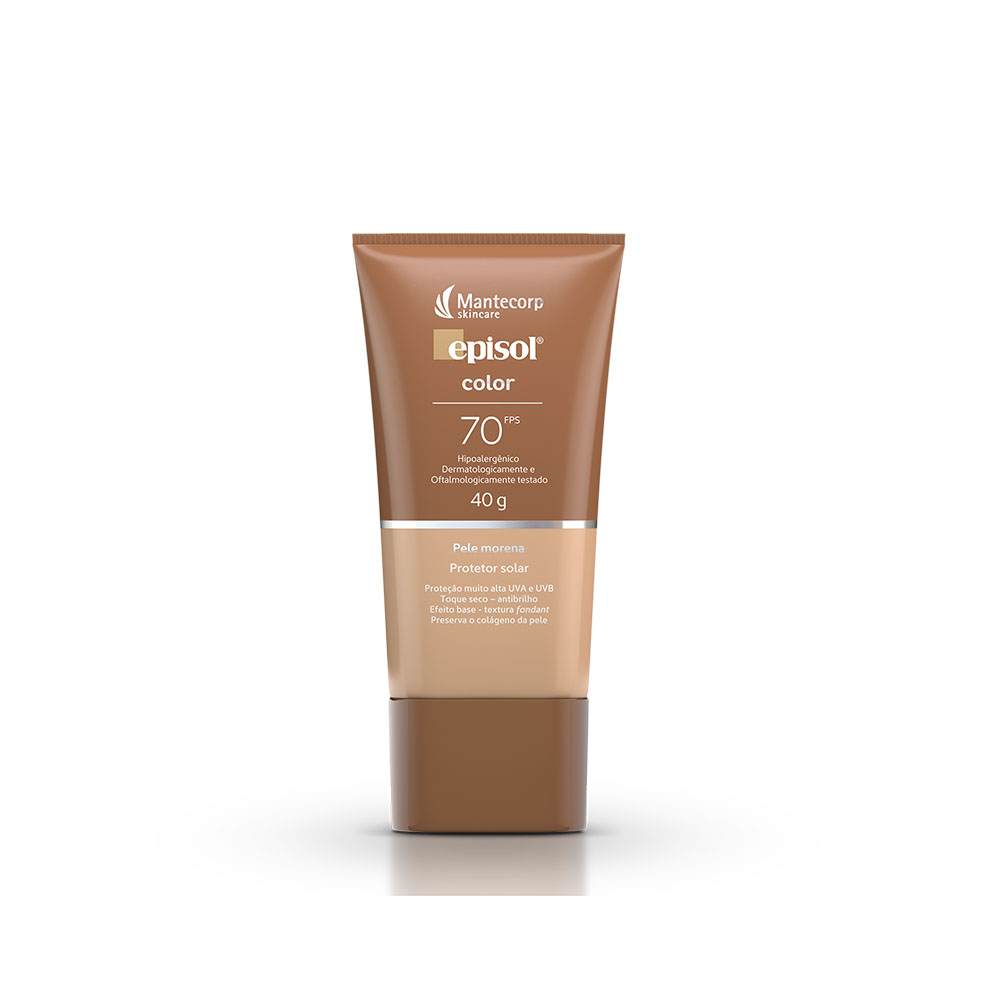 Mantecorp
skincare
episol®
color
70 FPS
Hipoalergênico
Dermatologicamente e
Oftalmologicamente testado
40 g
Pele morena
Protetor solar
Proteção muito alta UVA e UVB
Toque seco – antibrilho
Efeito base - textura fondant
Preserva o colágeno da pele